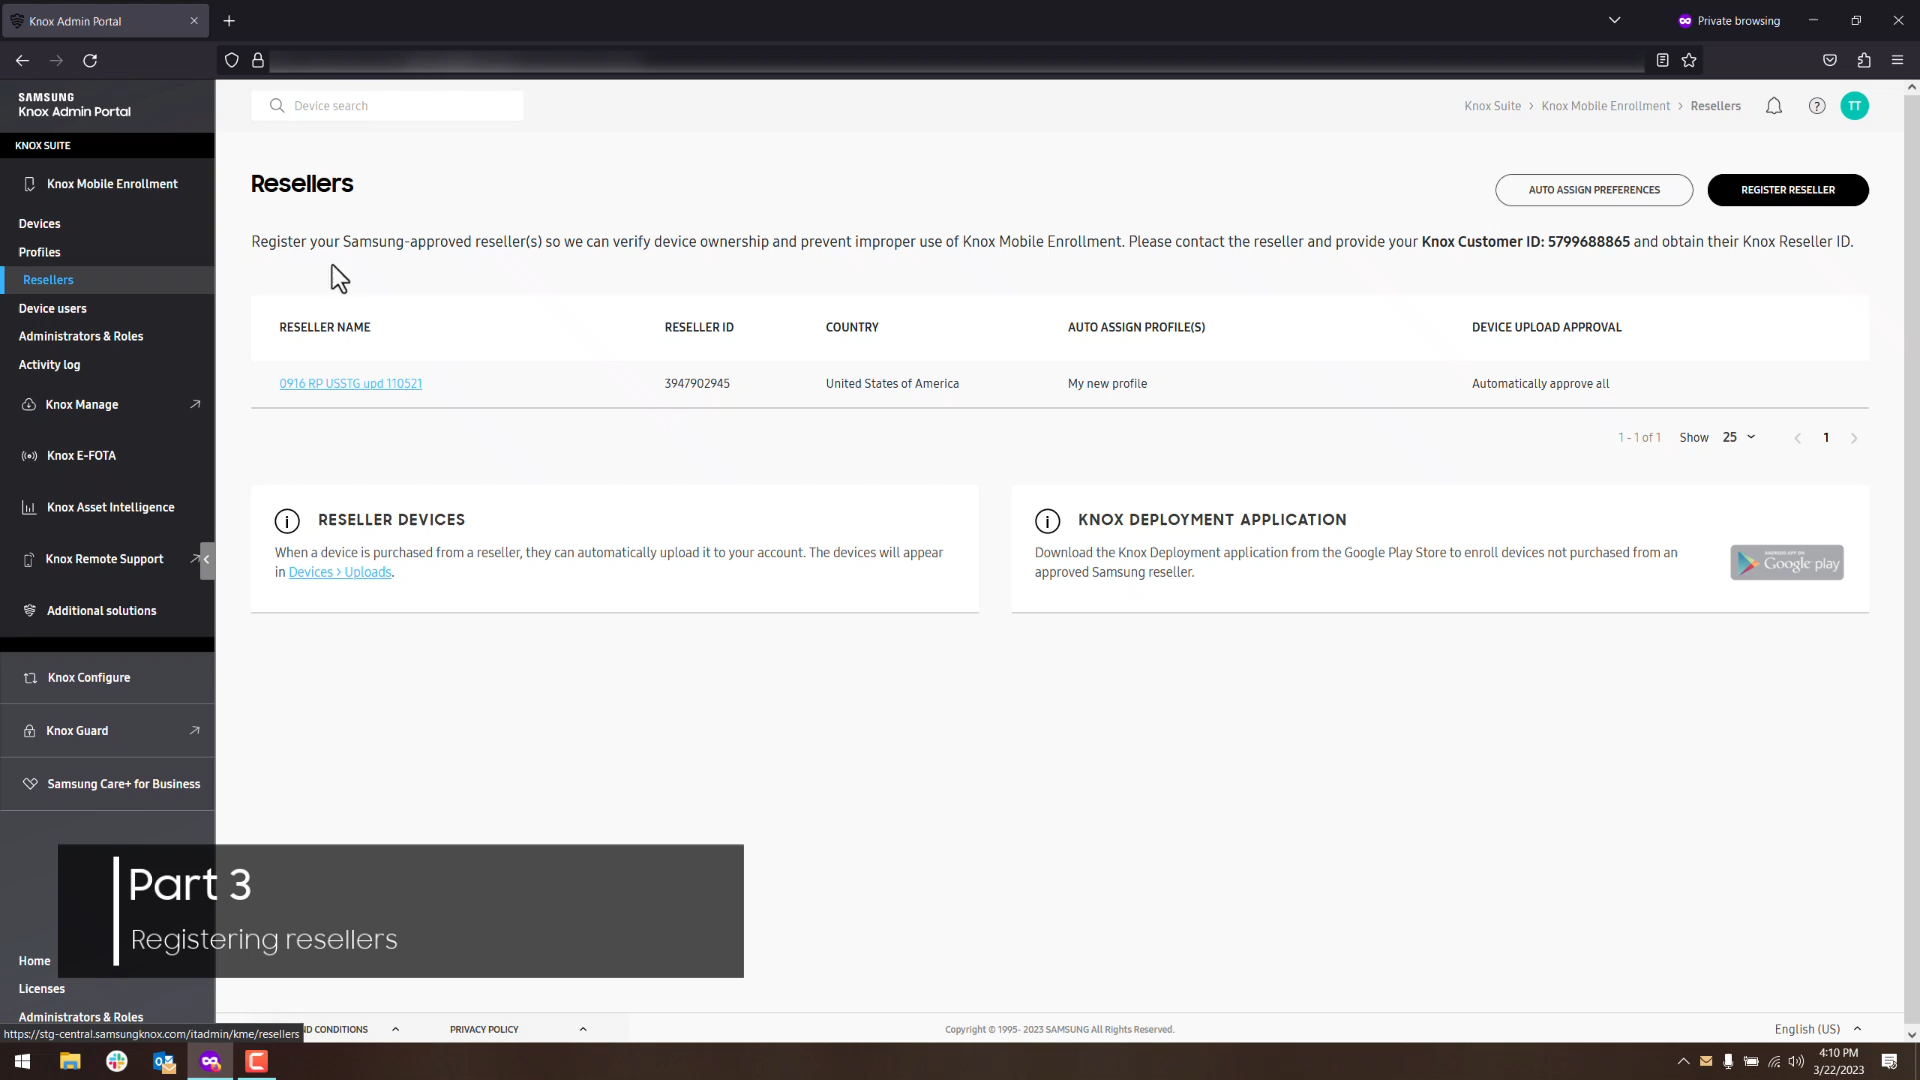 Knox Admin Portal
Private browsing
SAMSUNG
Knox Admin Portal
KNOX SUITE
Knox Mobile Enrollment
Devices
Profiles
Resellers
Device users
Administrators & Roles
Activity log
Knox Manage
Knox E-FOTA
Knox Asset Intelligence
Knox Remote Support
Additional solutions
Knox Configure
Knox Guard
Samsung Care+ for Business
Home
Licenses
Administrators & Roles
https://stg-central.samsungknox.com/itadmin/kme/resellers
Device search
Knox Suite > Knox Mobile Enrollment > Resellers
TT
Resellers
AUTO ASSIGN PREFERENCES
REGISTER RESELLER
Register your Samsung-approved reseller(s) so we can verify device ownership and prevent improper use of Knox Mobile Enrollment. Please contact the reseller and provide your Knox Customer ID: 5799688865 and obtain their Knox Reseller ID.
RESELLER NAME RESELLER ID COUNTRY AUTO ASSIGN PROFILE(S) DEVICE UPLOAD APPROVAL
0916 RP USSTG upd 110521 3947902945 United States of America My new profile Automatically approve all
1 - 1 of 1 Show 25 1
RESELLER DEVICES
When a device is purchased from a reseller, they can automatically upload it to your account. The devices will appear
in Devices > Uploads.
KNOX DEPLOYMENT APPLICATION
Download the Knox Deployment application from the Google Play Store to enroll devices not purchased from an
approved Samsung reseller.
ANDROID APP ON
Google play
Part 3
Registering resellers
ND CONDITIONS
PRIVACY POLICY
Copyright © 1995- 2023 SAMSUNG All Rights Reserved.
English (US)
4:10 PM
3/22/2023